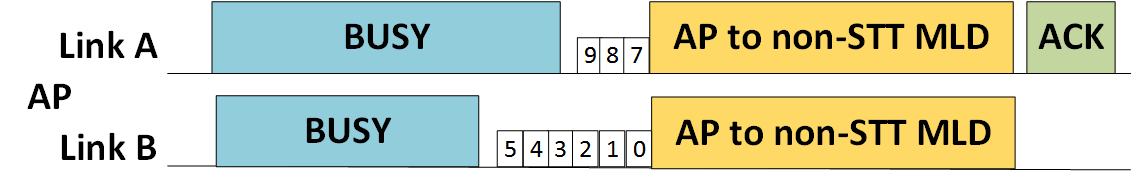 Link A BUSY 9 8 7 AP to non-STT MLD ACK
AP
Link B BUSY 5 4 3 2 1 0 AP to non-STT MLD